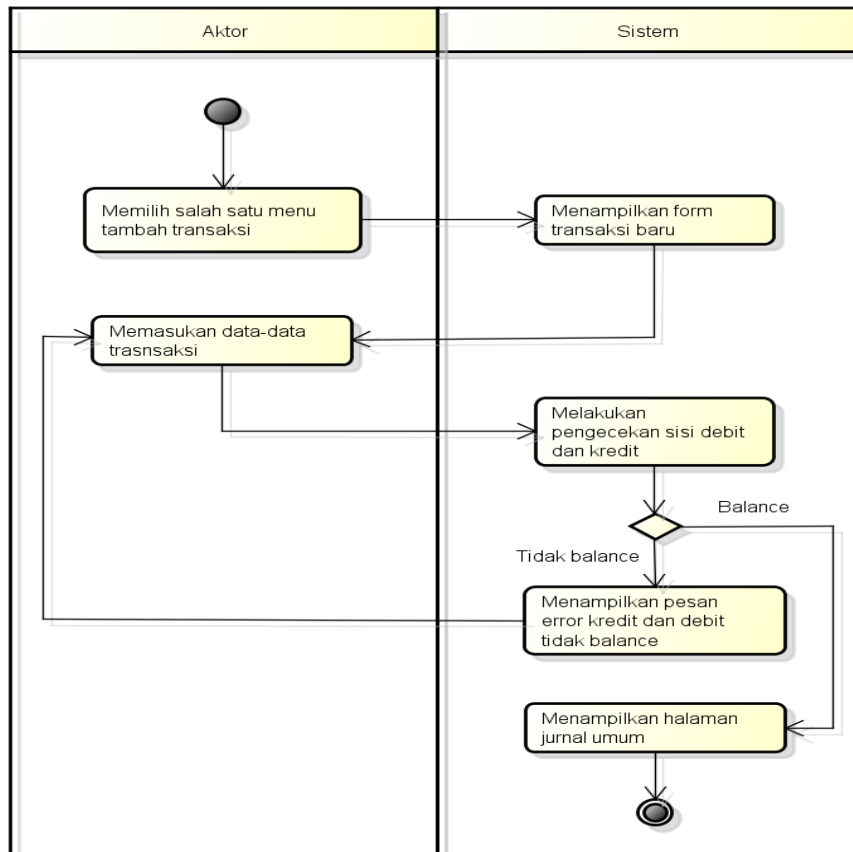 Aktor
Sistem
Memilih salah satu menu
tambah transaksi
Menampilkan form
transaksi baru
Memasukan data-data
trasnsaksi
Melakukan
pengecekan sisi debit
dan kredit
Balance
Tidak balance
Menampilkan pesan
error kredit dan debit
tidak balance
Menampilkan halaman
jurnal umum